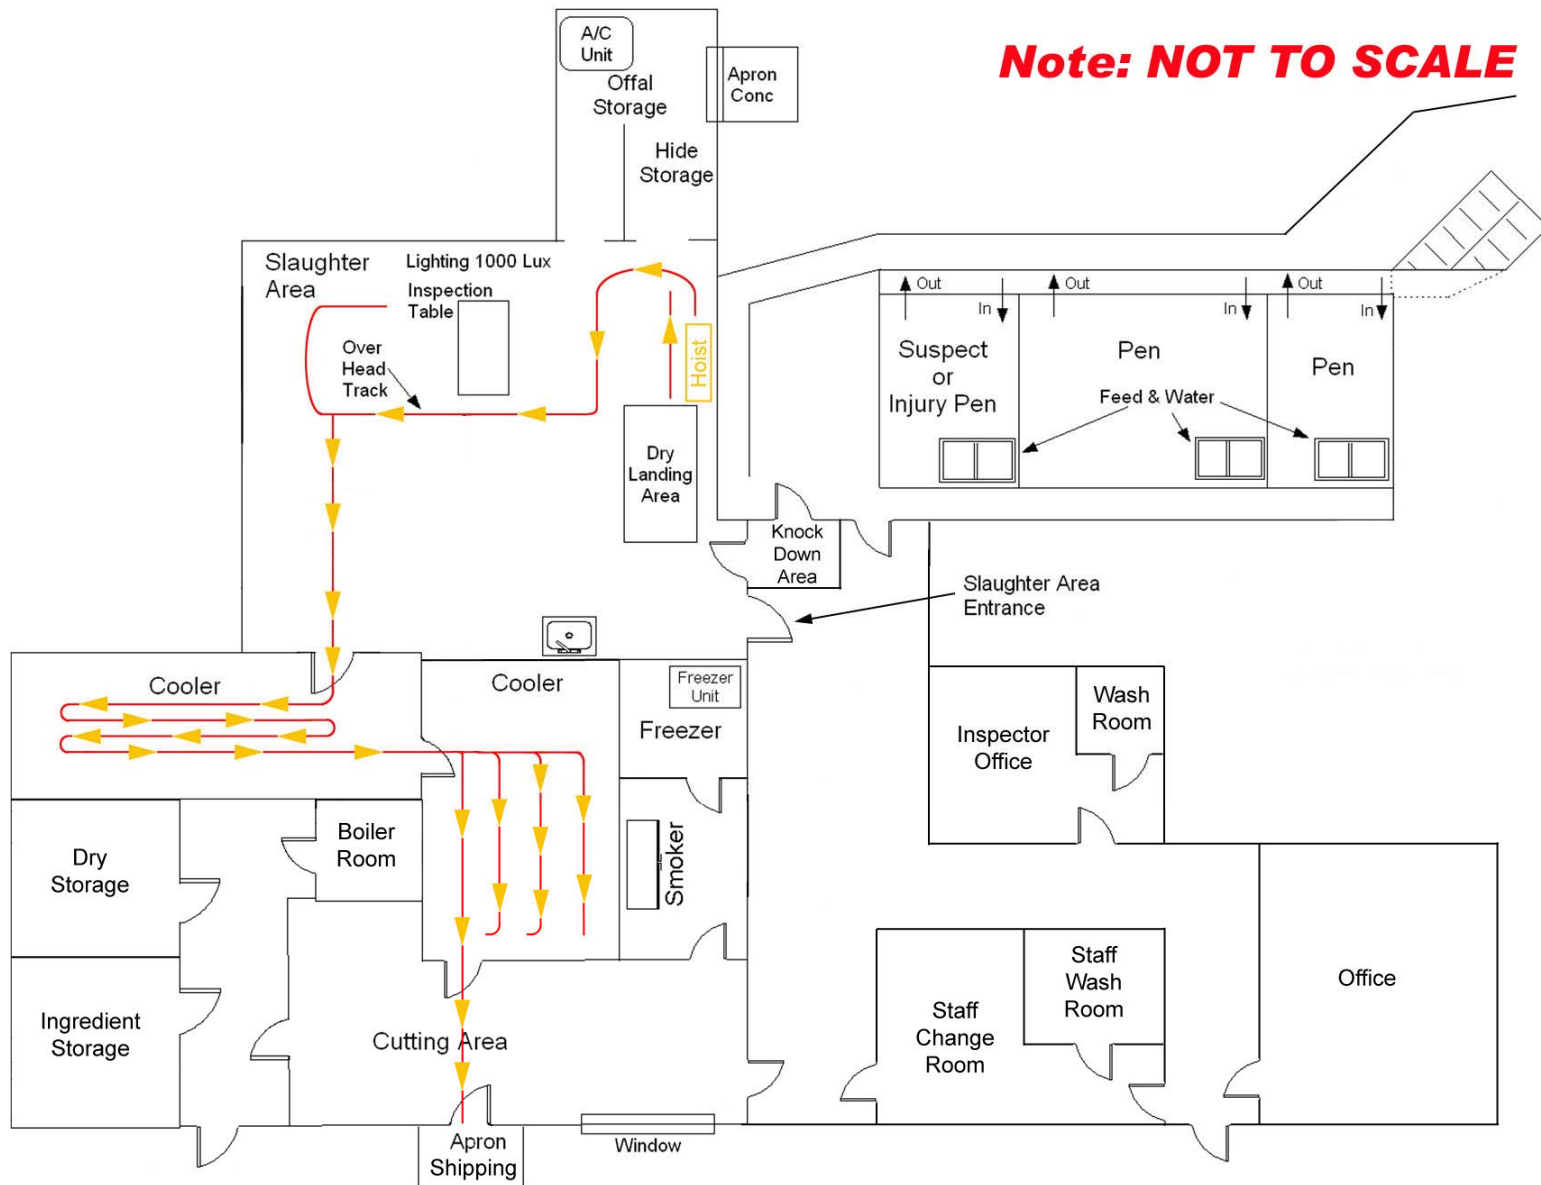 Note: NOT TO SCALE
A/C
Unit
Offal
Storage
Apron
Conc
Hide
Storage
Slaughter
Area
Lighting 1000 Lux
Inspection
Table
Over
Head
Track
Hoist
Dry
Landing
Area
Out
In
Out
In
Out
In
Suspect
or
Injury Pen
Pen
Pen
Feed & Water
Knock
Down
Area
Slaughter Area
Entrance
Cooler
Cooler
Freezer
Unit
Freezer
Inspector
Office
Wash
Room
Dry
Storage
Boiler
Room
Smoker
Ingredient
Storage
Cutting Area
Staff
Change
Room
Staff
Wash
Room
Office
Apron
Shipping
Window